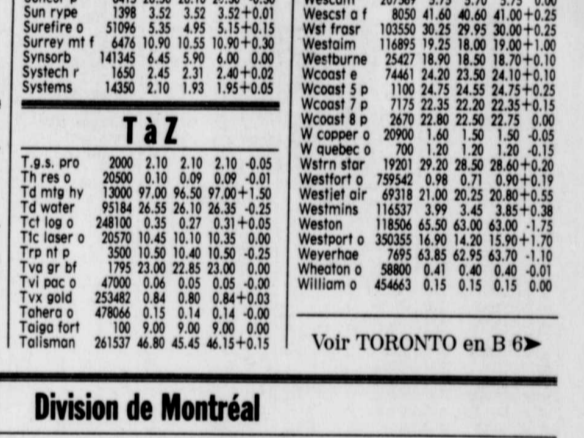 Sun rype 1398 3.52 3.52 3.52+0.01
Surefire o 51096 5.35 4.95 5.15+0.15
Surrey mt f 6476 10.90 10.55 10.90+0.30
Synsorb 141345 6.45 5.90 6.00 0.00
Systech r 1650 2.45 2.31 2.40+0.02
Systems 14350 2.10 1.93 1.95+0.05
T à Z
T.g.s. pro 2000 2.10 2.10 2.10 -0.05
Th res o 20500 0.10 0.09 0.09 -0.01
Td mtg hy 13000 97.00 96.50 97.00+1.50
Td water 95184 26.55 26.10 26.35 -0.25
Tct log o 248100 0.35 0.27 0.31+0.05
Ttc laser o 20570 10.45 10.10 10.35 0.00
Trp nt p 3500 10.50 10.40 10.50 -0.25
Tva gr bf 1795 23.00 22.85 23.00 0.00
Tvi pac o 47000 0.06 0.05 0.05 -0.00
Tvx gold 253482 0.84 0.80 0.84+0.03
Tahera o 478066 0.15 0.14 0.14 -0.00
Taiga fort 100 9.00 9.00 9.00 0.00
Talisman 261537 46.80 45.45 46.15+0.15
Wescst a f 8050 41.60 40.60 41.00+0.25
Wst frasr 103550 30.25 29.95 30.00+0.25
Westaim 116895 19.25 18.00 19.00+1.00
Westburne 25427 18.90 18.50 18.70+0.10
Wcoast e 74461 24.20 23.50 24.10+0.10
Wcoast 5 p 1100 24.75 24.55 24.75+0.25
Wcoast 7 p 7175 22.35 22.20 22.35+0.15
Wcoast 8 p 2670 22.80 22.50 22.75 0.00
W copper o 20900 1.60 1.50 1.50 -0.05
W quebec o 700 1.20 1.20 1.20 -0.15
Wstrn star 19201 29.20 28.50 28.60+0.20
Westfort o 759542 0.98 0.71 0.90+0.19
Westjet air 69318 21.00 20.25 20.80+0.55
Westmins 116537 3.99 3.45 3.85+0.38
Weston 118506 65.50 63.00 63.00 -1.75
Westport o 350355 16.90 14.20 15.90+1.70
Weyerhae 7695 63.85 62.95 63.70 -1.10
Wheaton o 58800 0.41 0.40 0.40 -0.01
William o 454663 0.15 0.15 0.15 0.00
Voir TORONTO en B 6➤
Division de Montréal